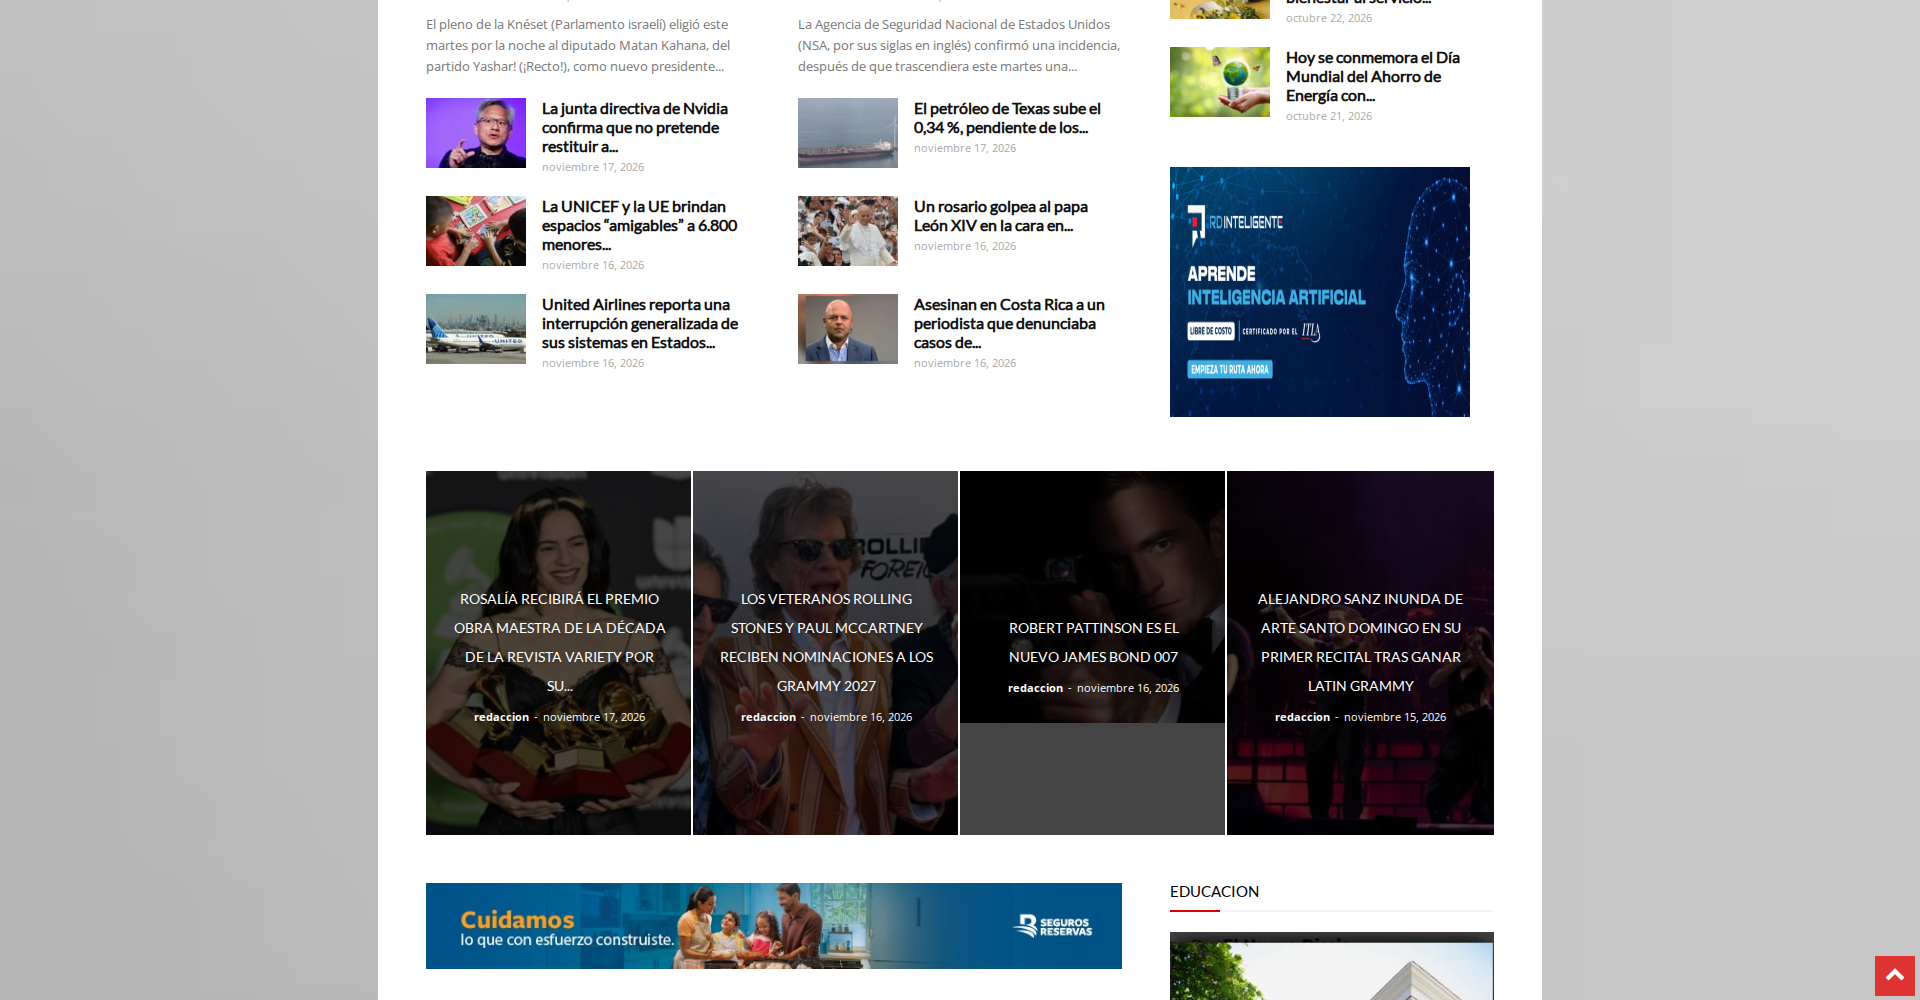 El pleno de la Knéset (Parlamento israelí) eligió este
martes por la noche al diputado Matan Kahana, del
partido Yashar! (¡Recto!), como nuevo presidente...
La junta directiva de Nvidia
confirma que no pretende
restituir a...
noviembre 17, 2026
La UNICEF y la UE brindan
espacios “amigables” a 6.800
menores...
noviembre 16, 2026
United Airlines reporta una
interrupción generalizada de
sus sistemas en Estados...
noviembre 16, 2026
La Agencia de Seguridad Nacional de Estados Unidos
(NSA, por sus siglas en inglés) confirmó una incidencia,
después de que trascendiera este martes una...
El petróleo de Texas sube el
0,34 %, pendiente de los...
noviembre 17, 2026
Un rosario golpea al papa
León XIV en la cara en...
noviembre 16, 2026
Asesinan en Costa Rica a un
periodista que denunciaba
casos de...
noviembre 16, 2026
bienestar al servicio...
octubre 22, 2026
Hoy se conmemora el Día
Mundial del Ahorro de
Energía con...
octubre 21, 2026
RDINTELIGENTE
APRENDE
INTELIGENCIA ARTIFICIAL
LIBRE DE COSTO CERTIFICADO POR EL ITLA
EMPIEZA TU RUTA AHORA
ROSALÍA RECIBIRÁ EL PREMIO
OBRA MAESTRA DE LA DÉCADA
DE LA REVISTA VARIETY POR
SU...
redaccion - noviembre 17, 2026
LOS VETERANOS ROLLING
STONES Y PAUL MCCARTNEY
RECIBEN NOMINACIONES A LOS
GRAMMY 2027
redaccion - noviembre 16, 2026
ROBERT PATTINSON ES EL
NUEVO JAMES BOND 007
redaccion - noviembre 16, 2026
ALEJANDRO SANZ INUNDA DE
ARTE SANTO DOMINGO EN SU
PRIMER RECITAL TRAS GANAR
LATIN GRAMMY
redaccion - noviembre 15, 2026
Cuidamos
lo que con esfuerzo construiste.
SEGUROS
RESERVAS
EDUCACION